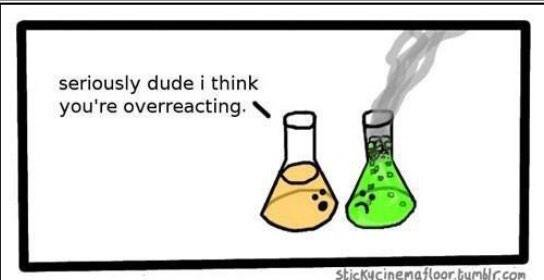 seriously dude i think
you're overreacting.
stickycinemafloor.tumblr.com